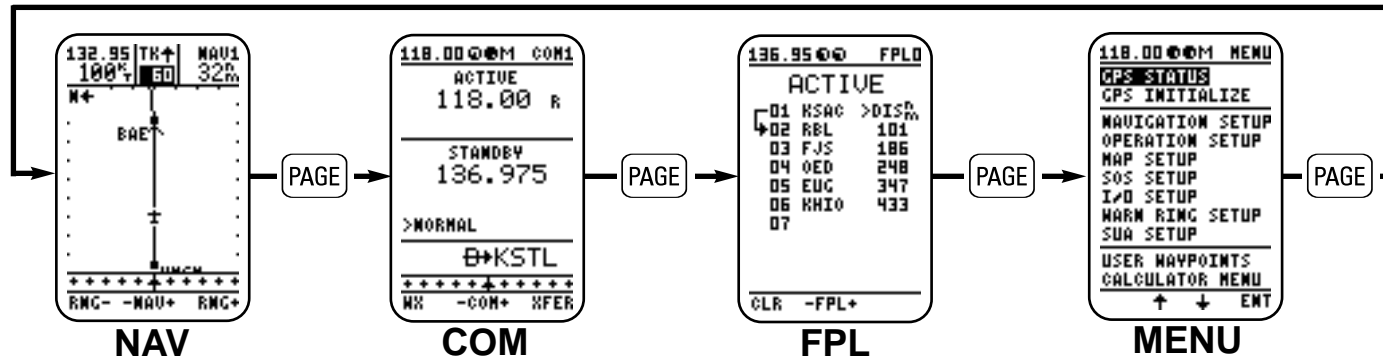 132.95 TK↑ NAV1
100KT 60 32nm
N←
BAE
+ + + + + + + + + + + +
RNG- -NAV+ RNG+
NAV
PAGE
118.00 M COM1
ACTIVE
118.00 R
STANDBY
136.975
>NORMAL
D→KSTL
+ + + + + + + + + + + +
WX -COM+ XFER
COM
PAGE
136.95 FPL0
ACTIVE
01 KSAC >DISnm
02 RBL 101
03 FJS 186
04 OED 248
05 EUG 347
06 KHIO 433
07
CLR -FPL+
FPL
PAGE
118.00 M MENU
GPS STATUS
GPS INITIALIZE
NAVIGATION SETUP
OPERATION SETUP
MAP SETUP
SOS SETUP
I/O SETUP
WARN RING SETUP
SUA SETUP
USER WAYPOINTS
CALCULATOR MENU
↑ ↓ ENT
MENU
PAGE